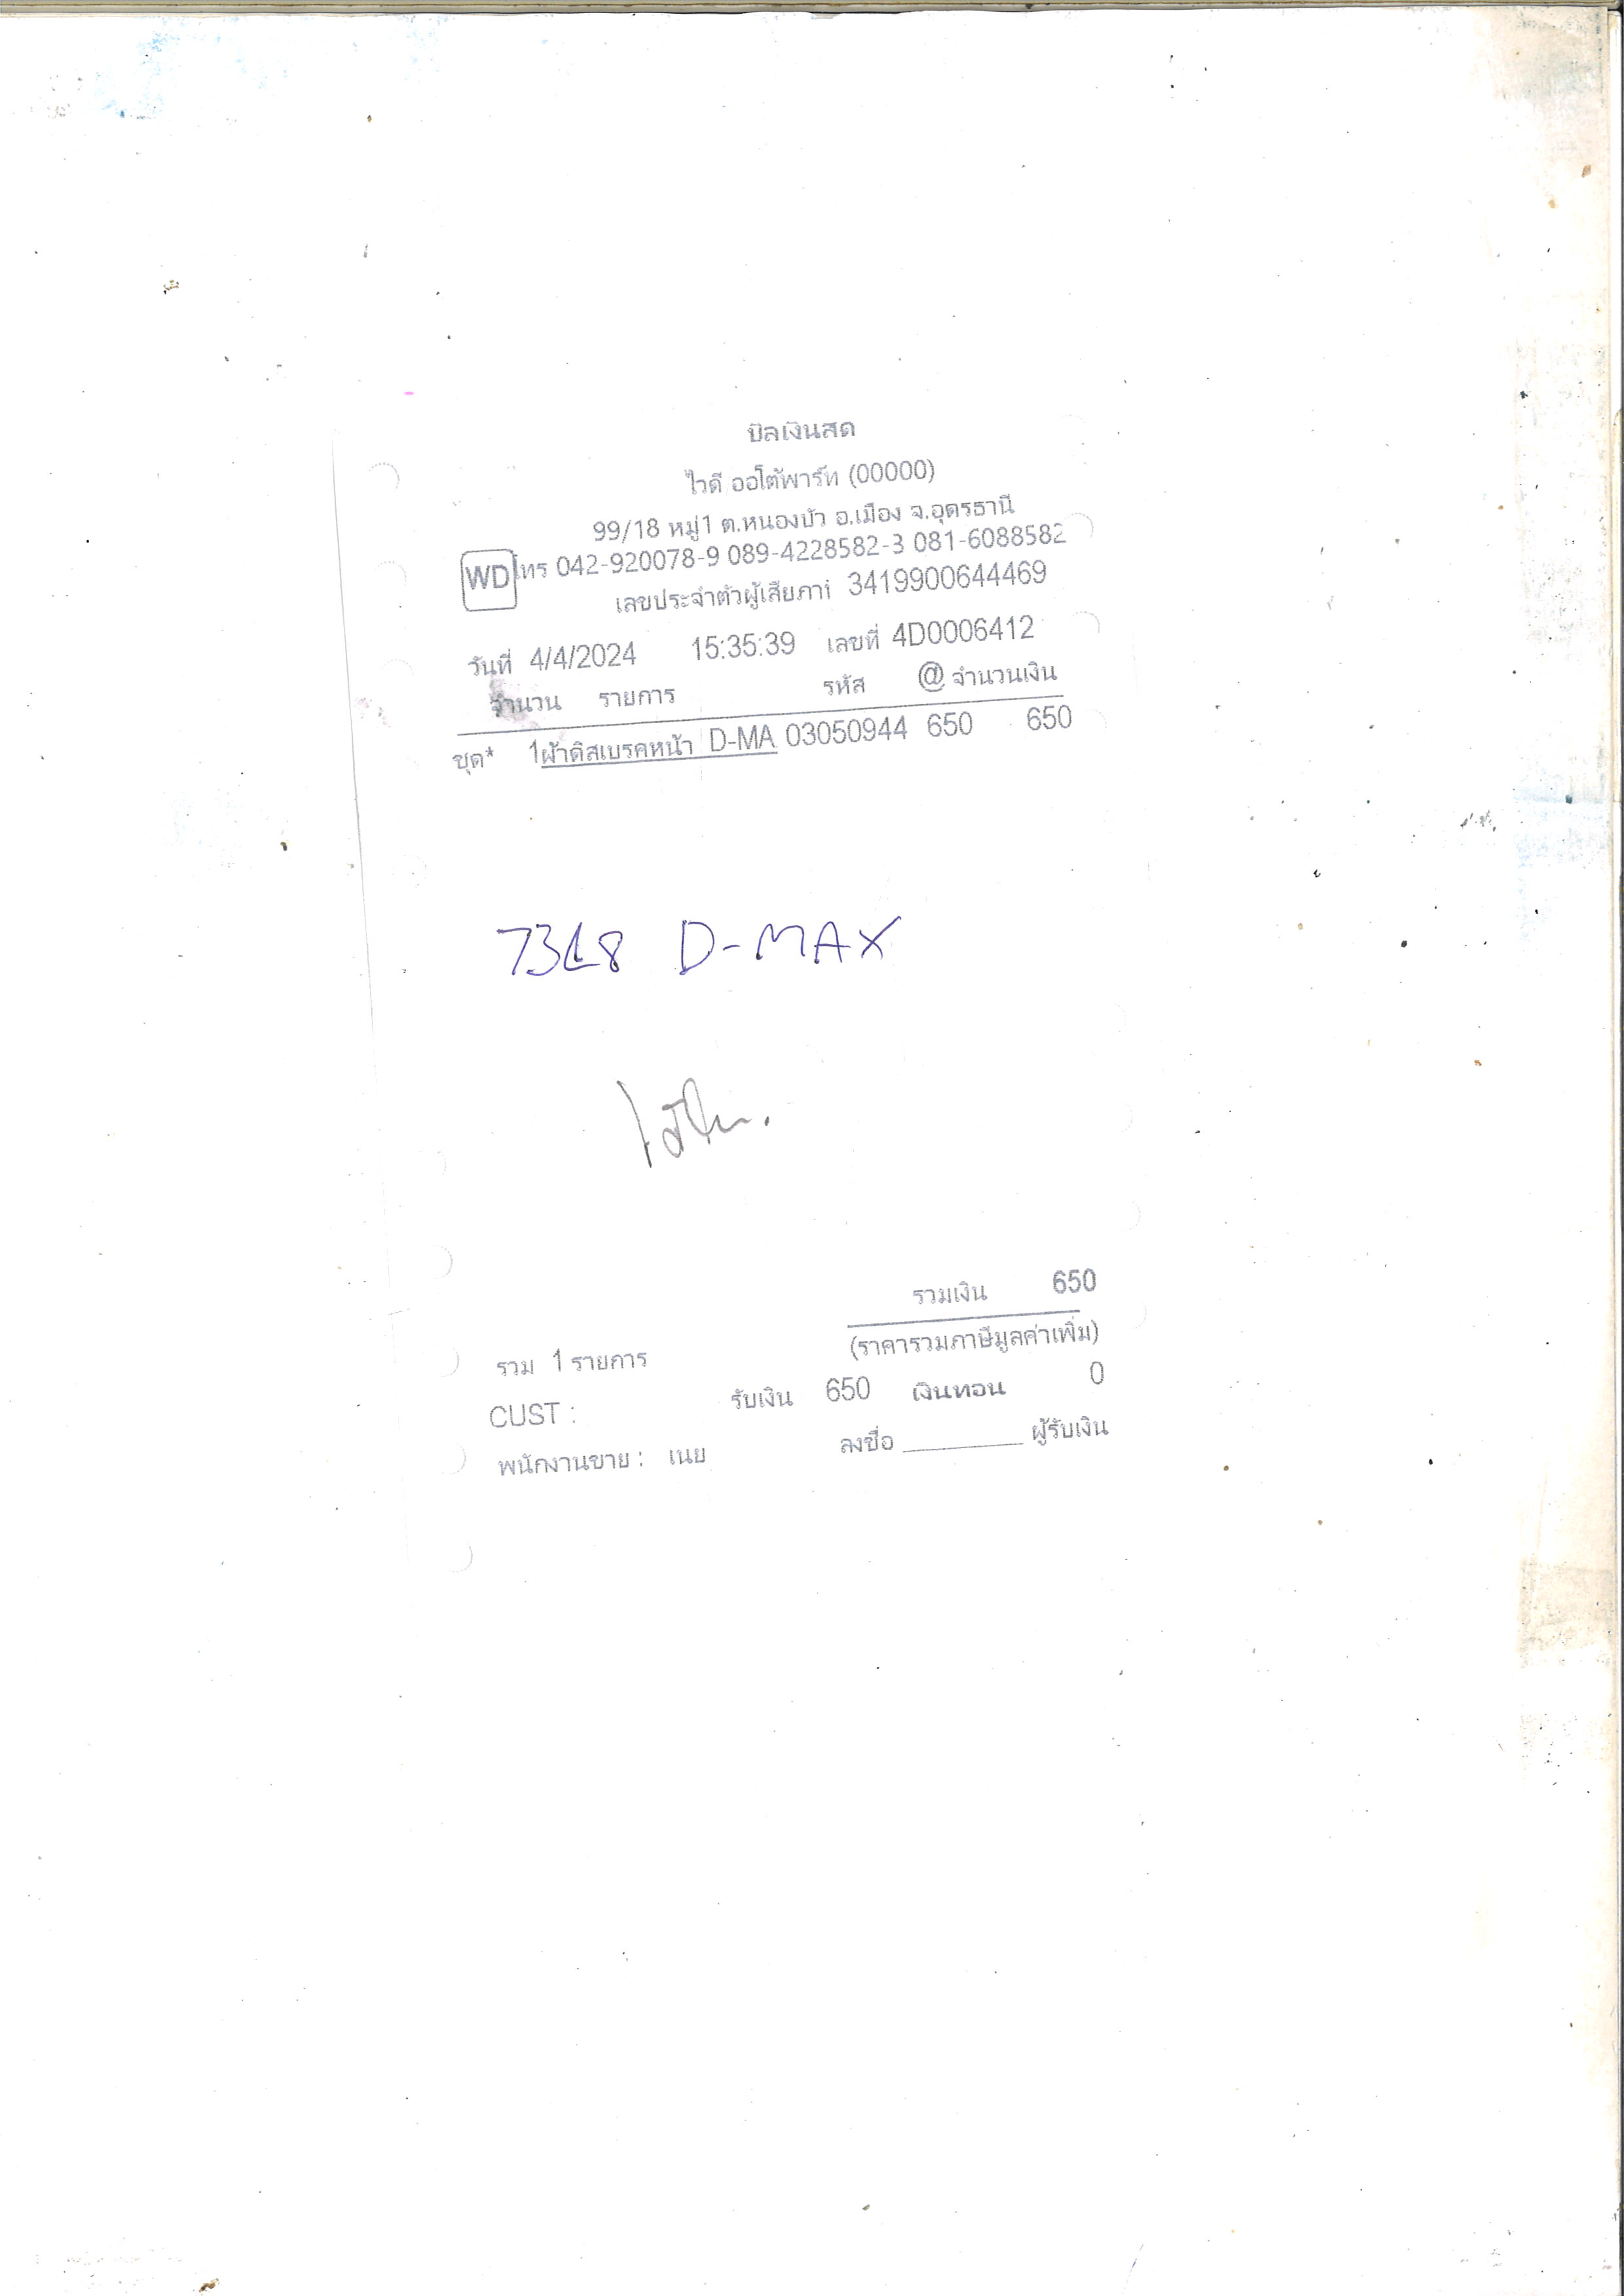 บิลเงินสด
ไวดี ออโต้พาร์ท (00000)
99/18 หมู่1 ต.หนองบัว อ.เมือง จ.อุดรธานี
WD โทร 042-920078-9 089-4228582-3 081-6088582
เลขประจำตัวผู้เสียภาi 3419900644469
วันที่ 4/4/2024 15:35:39 เลขที่ 4D0006412
จำนวน รายการ รหัส @ จำนวนเงิน
ชุด* 1ผ้าดิสเบรคหน้า D-MA 03050944 650 650
D-MAX
รวมเงิน 650
(ราคารวมภาษีมูลค่าเพิ่ม)
รวม 1 รายการ
CUST : รับเงิน 650 เงินทอน 0
พนักงานขาย : เนย ลงชื่อ ผู้รับเงิน